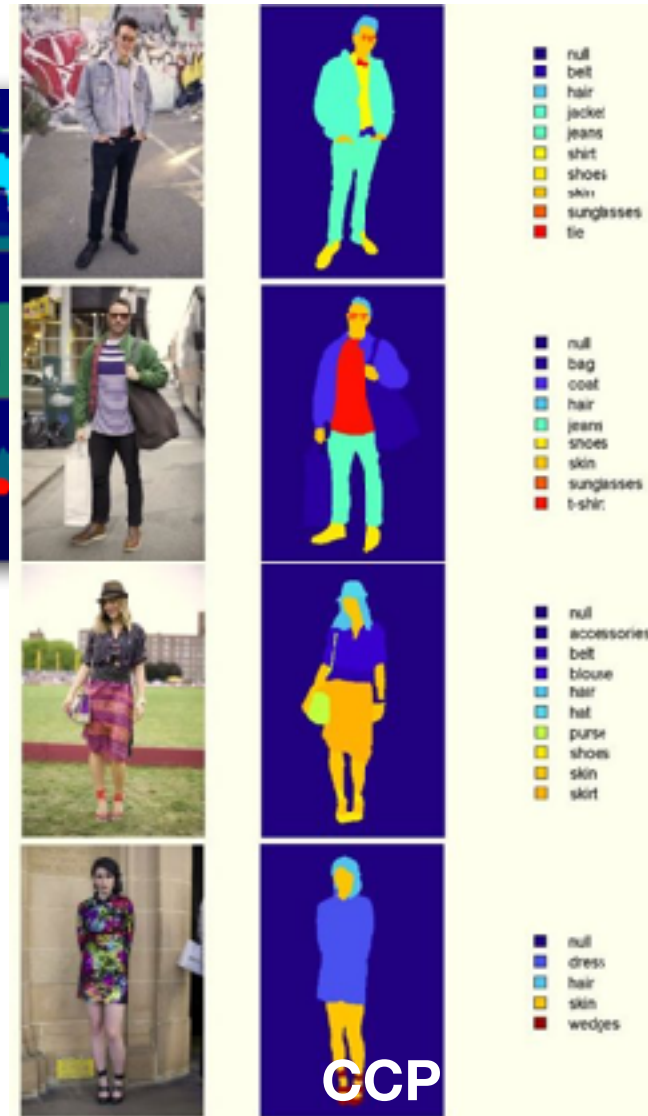 null
belt
hair
jacket
jeans
shirt
shoes
skin
sunglasses
tie
null
bag
coat
hair
jeans
shoes
skin
sunglasses
t-shirt
null
accessories
belt
blouse
hair
hat
purse
shoes
skin
skirt
null
dress
hair
skin
wedges
CCP